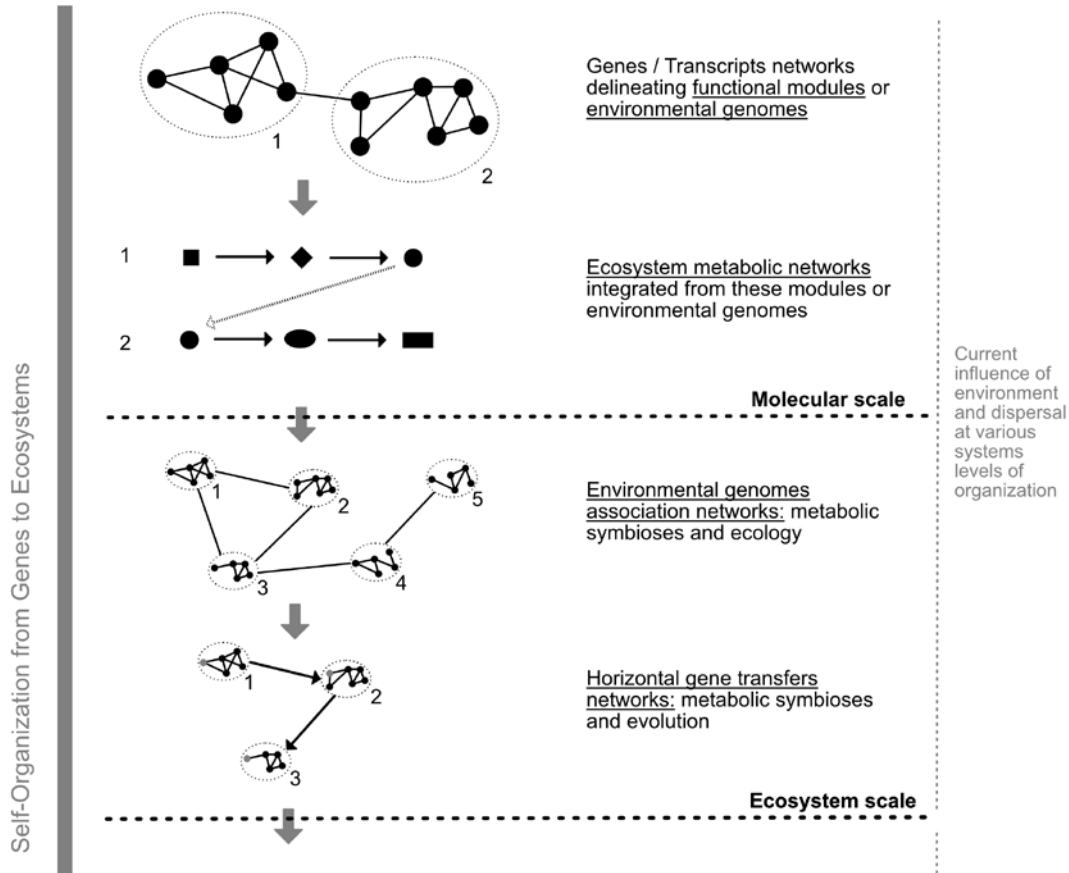 Self-Organization from Genes to Ecosystems
1
2
Genes / Transcripts networks
delineating functional modules or
environmental genomes
1
2
Ecosystem metabolic networks
integrated from these modules or
environmental genomes
Molecular scale
Current
influence of
environment
and dispersal
at various
systems
levels of
organization
1
2
5
3
4
Environmental genomes
association networks: metabolic
symbioses and ecology
1
2
3
Horizontal gene transfers
networks: metabolic symbioses
and evolution
Ecosystem scale